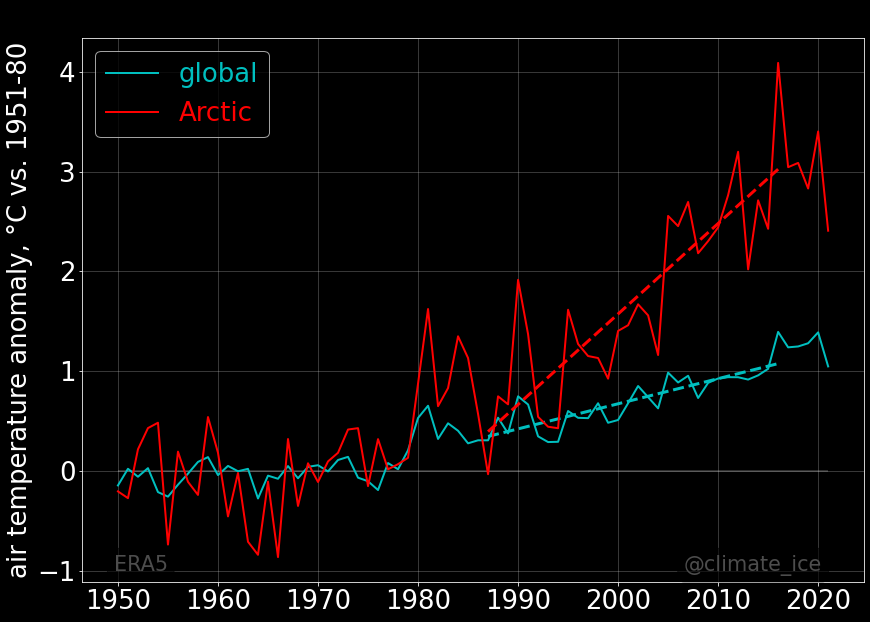 air temperature anomaly, °C vs. 1951-80
global
Arctic
4
3
2
1
0
−1
ERA5
@climate_ice
1950 1960 1970 1980 1990 2000 2010 2020